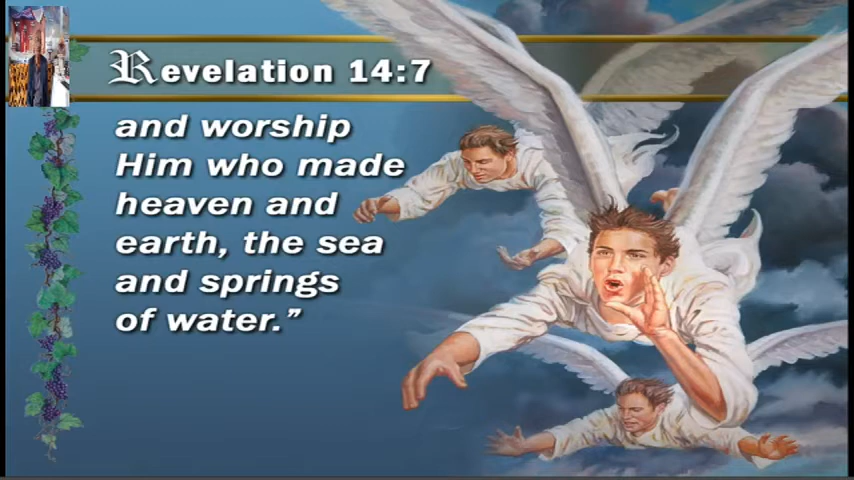 Revelation 14:7
and worship
Him who made
heaven and
earth, the sea
and springs
of water.”